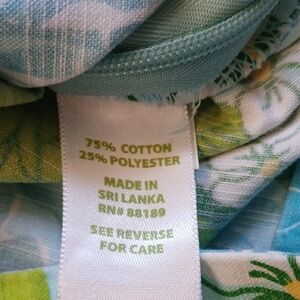 75% COTTON
25% POLYESTER
MADE IN
SRI LANKA
RN# 88189
SEE REVERSE
FOR CARE